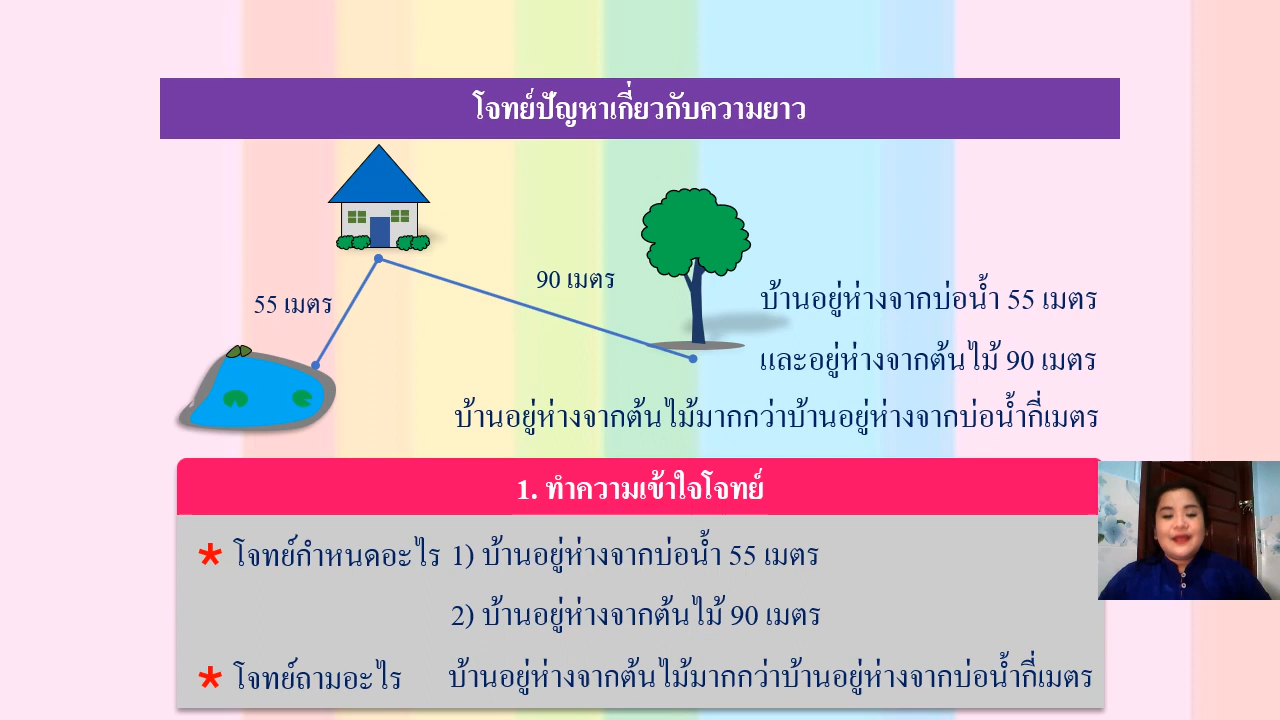 โจทย์ปัญหาเกี่ยวกับความยาว
90 เมตร
55 เมตร
บ้านอยู่ห่างจากบ่อน้ำ 55 เมตร
และอยู่ห่างจากต้นไม้ 90 เมตร
บ้านอยู่ห่างจากต้นไม้มากกว่าบ้านอยู่ห่างจากบ่อน้ำกี่เมตร
1. ทำความเข้าใจโจทย์
* โจทย์กำหนดอะไร 1) บ้านอยู่ห่างจากบ่อน้ำ 55 เมตร
2) บ้านอยู่ห่างจากต้นไม้ 90 เมตร
* โจทย์ถามอะไร บ้านอยู่ห่างจากต้นไม้มากกว่าบ้านอยู่ห่างจากบ่อน้ำกี่เมตร